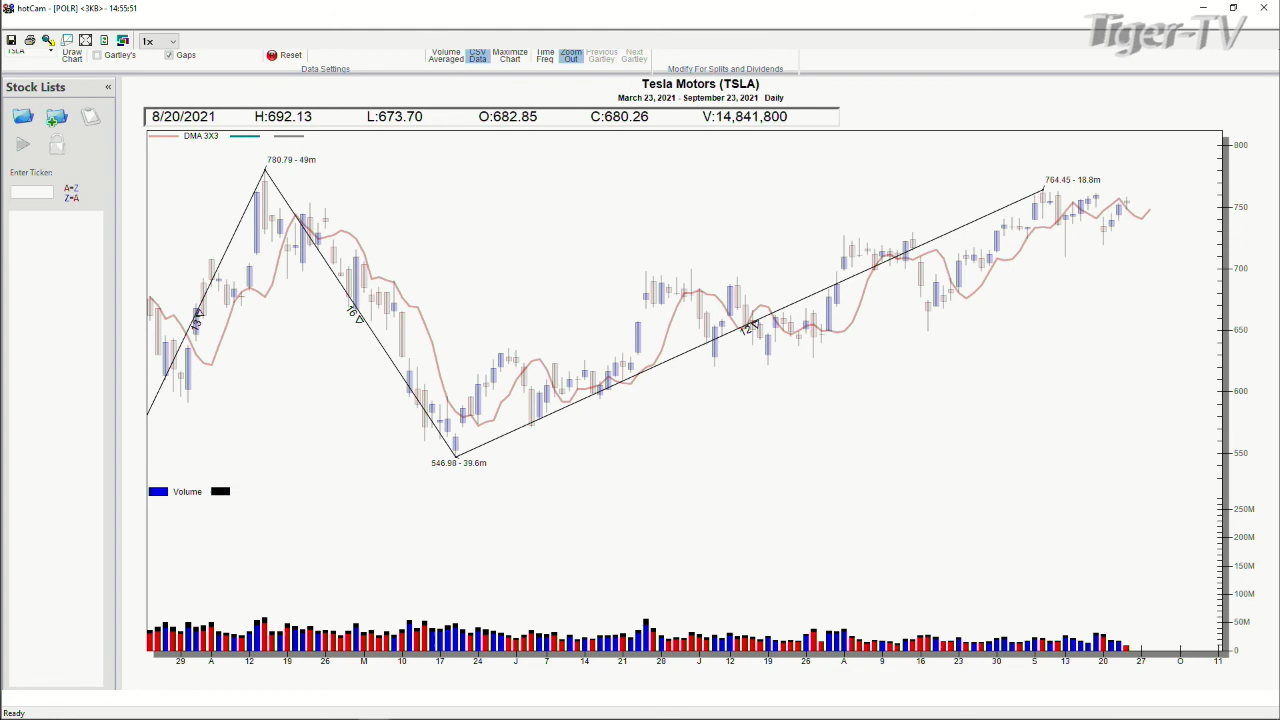 hotCam - [POLR] <3KB> - 14:55:51
Tiger-TV
1x
TSLA
Draw Chart
Gartley's
Gaps
Reset
Volume Averaged
CSV Data
Maximize Chart
Time Freq
Zoom Out
Previous Gartley
Next Gartley
Data Settings
Modify For Splits and Dividends
Stock Lists «
Enter Ticker:
A=Z
Z=A
Tesla Motors (TSLA)
March 23, 2021 - September 23, 2021 Daily
8/20/2021 H:692.13 L:673.70 O:682.85 C:680.26 V:14,841,800
DMA 3X3
780.79 - 49m
764.45 - 18.8m
546.98 - 39.6m
13
16
800
750
700
650
600
550
Volume
250M
200M
150M
100M
50M
0
29 A 12 19 26 M 10 17 24 J 7 14 21 28 12 19 26 A 9 16 23 30 13 20 27 O 11
Ready